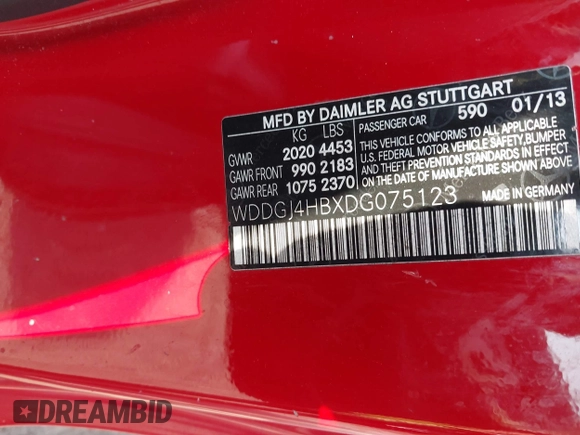 MFD BY DAIMLER AG STUTTGART
KG LBS PASSENGER CAR 590 01/13
GVWR 2020 4453
GAWR FRONT 990 2183
GAWR REAR 1075 2370
THIS VEHICLE CONFORMS TO ALL APPLICABLE
U.S. FEDERAL MOTOR VEHICLE SAFETY, BUMPER
AND THEFT PREVENTION STANDARDS IN EFFECT
ON THE DATE OF MANUFACTURE SHOWN ABOVE.
WDDGJ4HBXDG075123
MADE IN GERMANY
DREAMBID